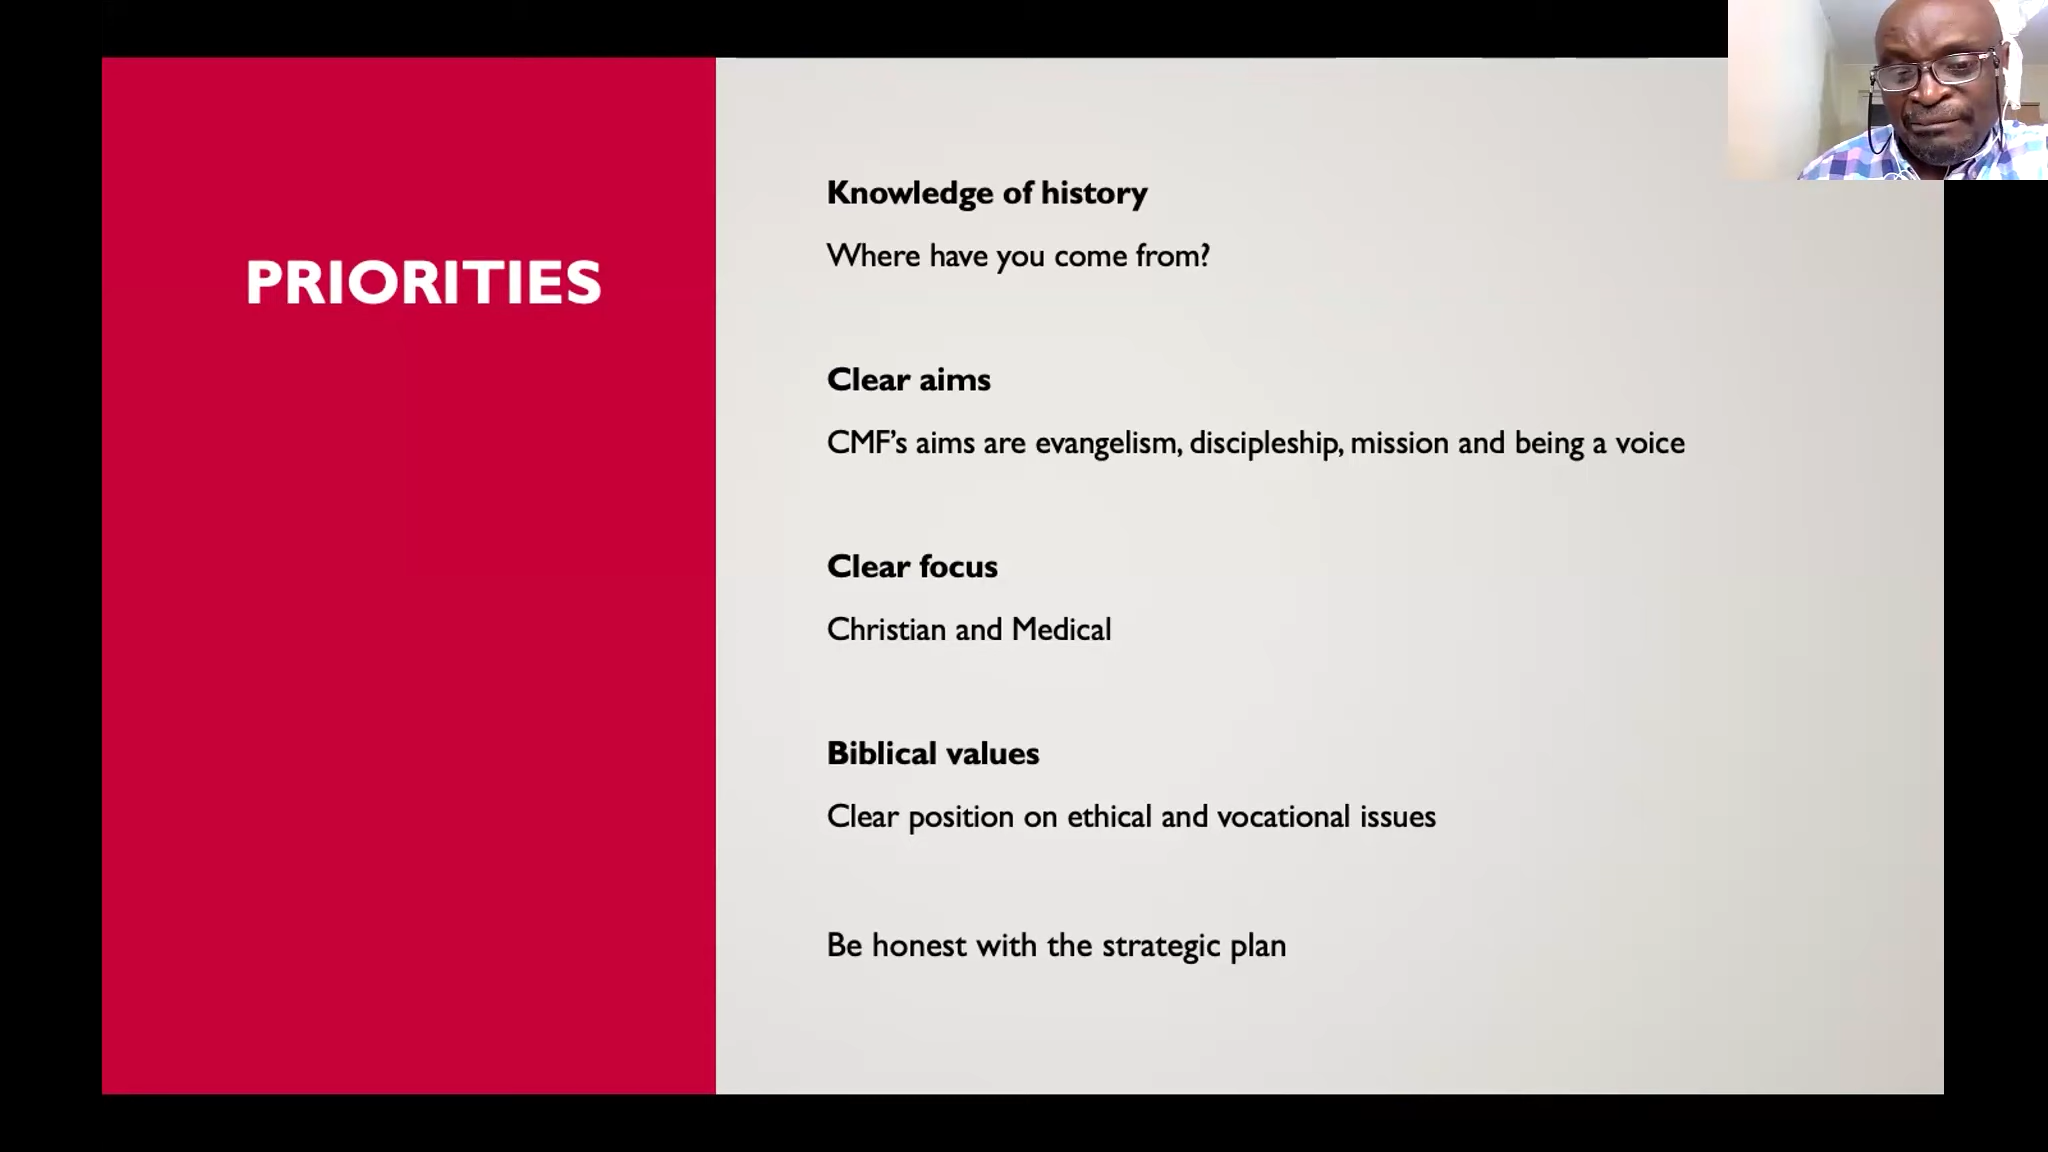 PRIORITIES
Knowledge of history
Where have you come from?
Clear aims
CMF’s aims are evangelism, discipleship, mission and being a voice
Clear focus
Christian and Medical
Biblical values
Clear position on ethical and vocational issues
Be honest with the strategic plan